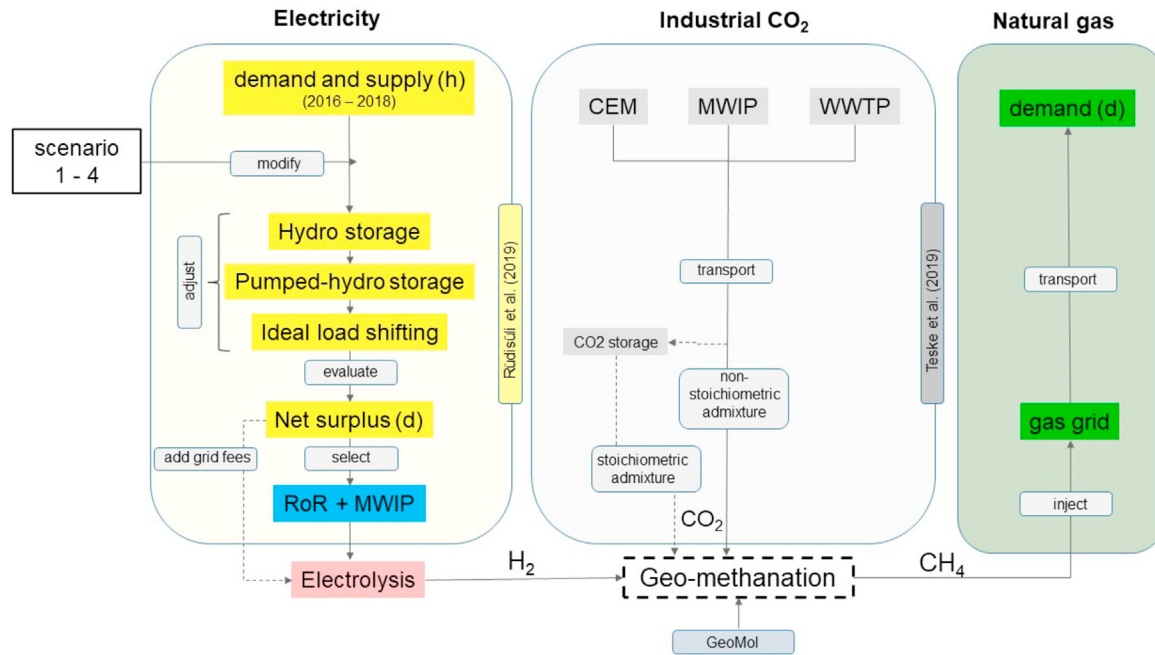 Electricity
Industrial CO₂
Natural gas
demand and supply (h)
(2016 – 2018)
scenario
1 - 4
modify
adjust
Hydro storage
Pumped-hydro storage
Ideal load shifting
evaluate
Net surplus (d)
add grid fees
select
RoR + MWIP
Electrolysis
Rüdisüli et al. (2019)
CEM
MWIP
WWTP
transport
CO2 storage
non-
stoichiometric
admixture
stoichiometric
admixture
CO₂
Teske et al. (2019)
H₂
Geo-methanation
GeoMol
CH₄
demand (d)
transport
gas grid
inject